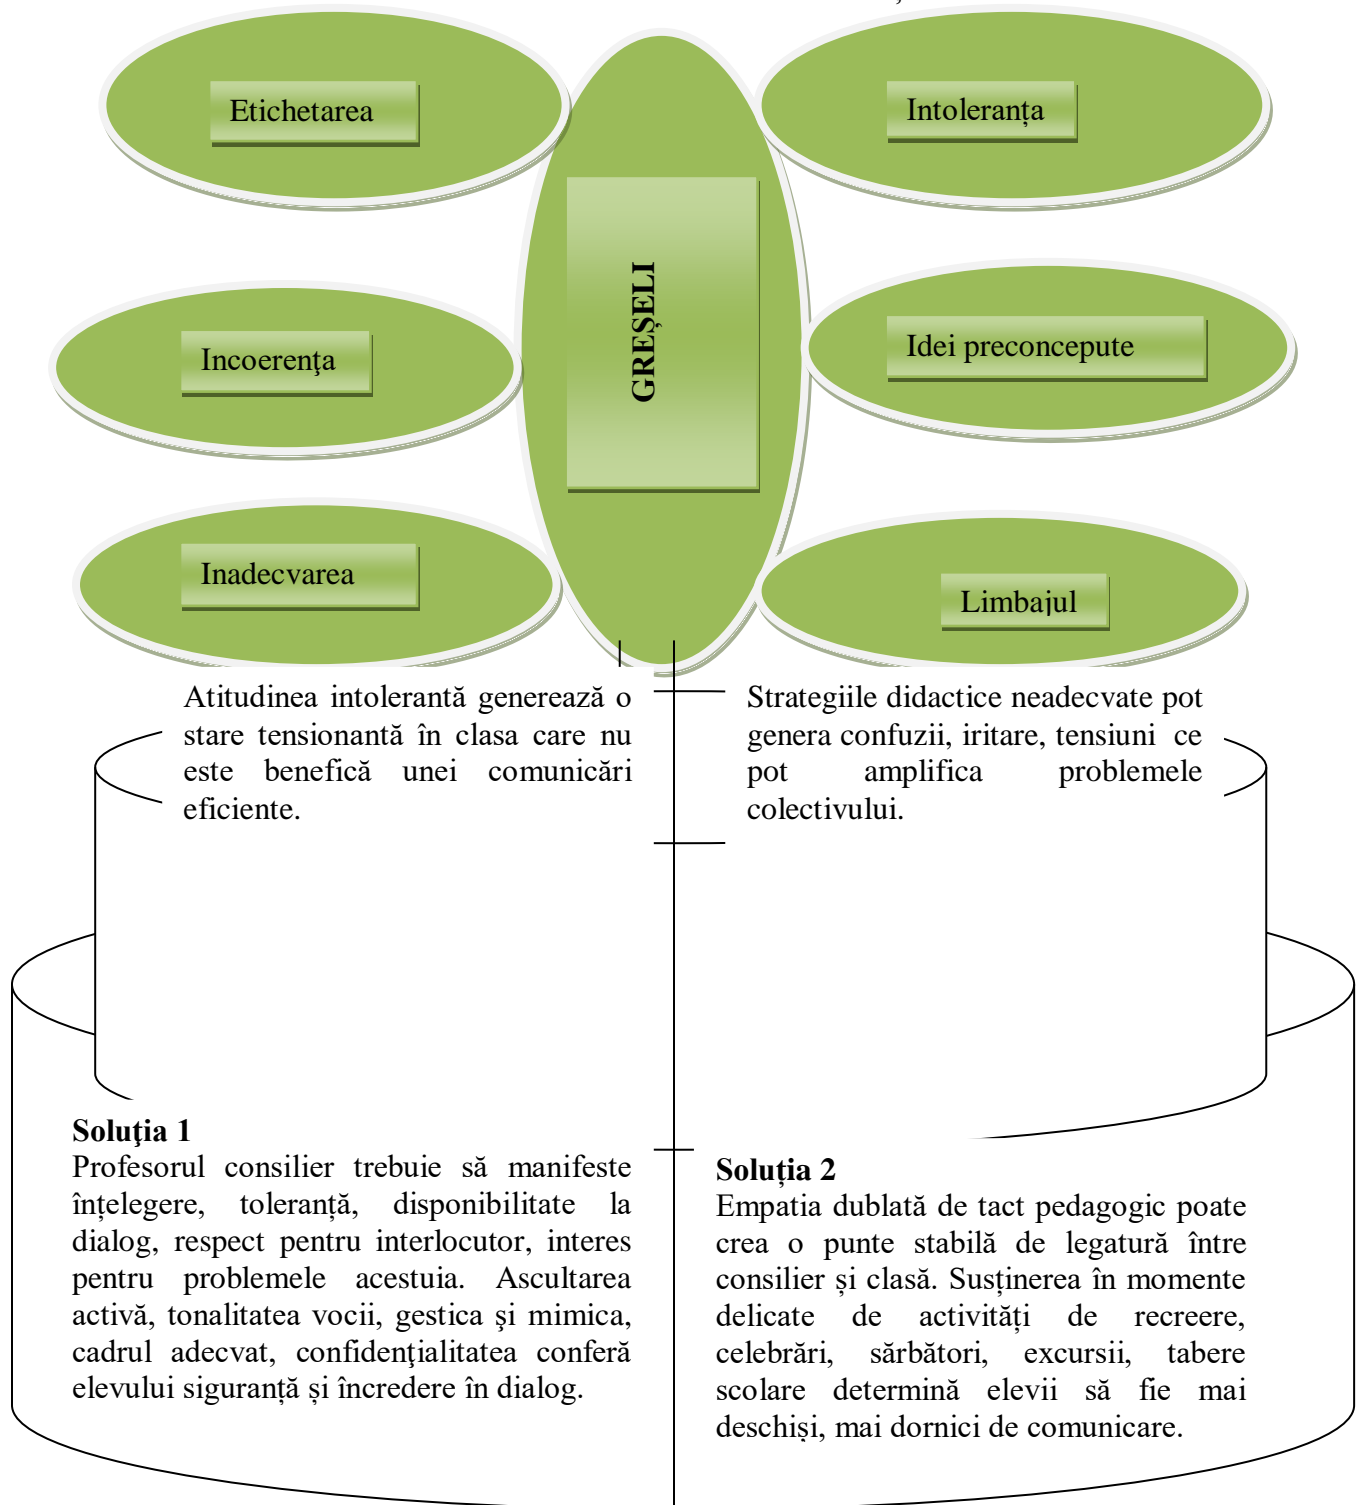 Etichetarea
Intoleranța
GREȘELI
Incoerenţa
Idei preconcepute
Inadecvarea
Limbajul
Atitudinea intolerantă generează o
stare tensionantă în clasa care nu
este benefică unei comunicări
eficiente.
Strategiile didactice neadecvate pot
genera confuzii, iritare, tensiuni ce
pot amplifica problemele
colectivului.
Soluţia 1
Profesorul consilier trebuie să manifeste
înțelegere, toleranță, disponibilitate la
dialog, respect pentru interlocutor, interes
pentru problemele acestuia. Ascultarea
activă, tonalitatea vocii, gestica şi mimica,
cadrul adecvat, confidenţialitatea conferă
elevului siguranță și încredere în dialog.
Soluția 2
Empatia dublată de tact pedagogic poate
crea o punte stabilă de legatură între
consilier și clasă. Susținerea în momente
delicate de activități de recreere,
celebrări, sărbători, excursii, tabere
scolare determină elevii să fie mai
deschiși, mai dornici de comunicare.